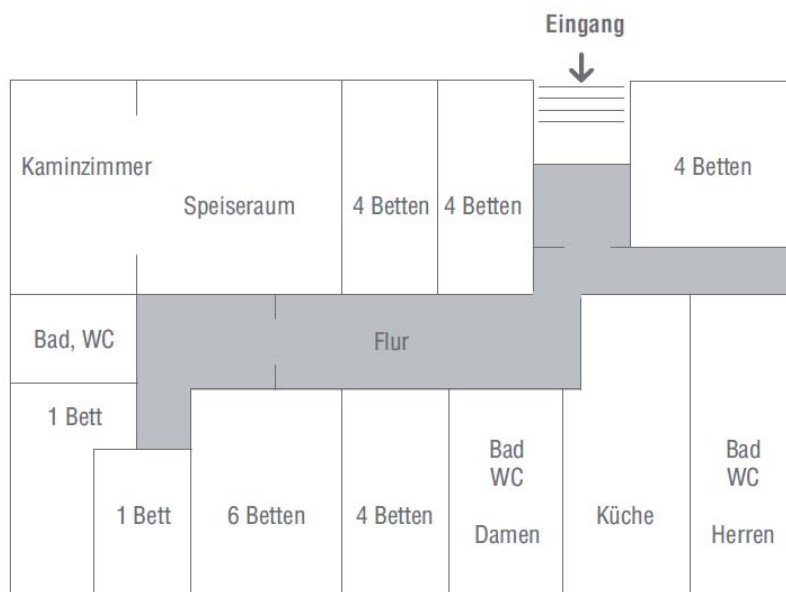 Eingang
Kaminzimmer
Speiseraum
4 Betten
4 Betten
4 Betten
Bad, WC
Flur
1 Bett
1 Bett
6 Betten
4 Betten
Bad
WC
Damen
Küche
Bad
WC
Herren